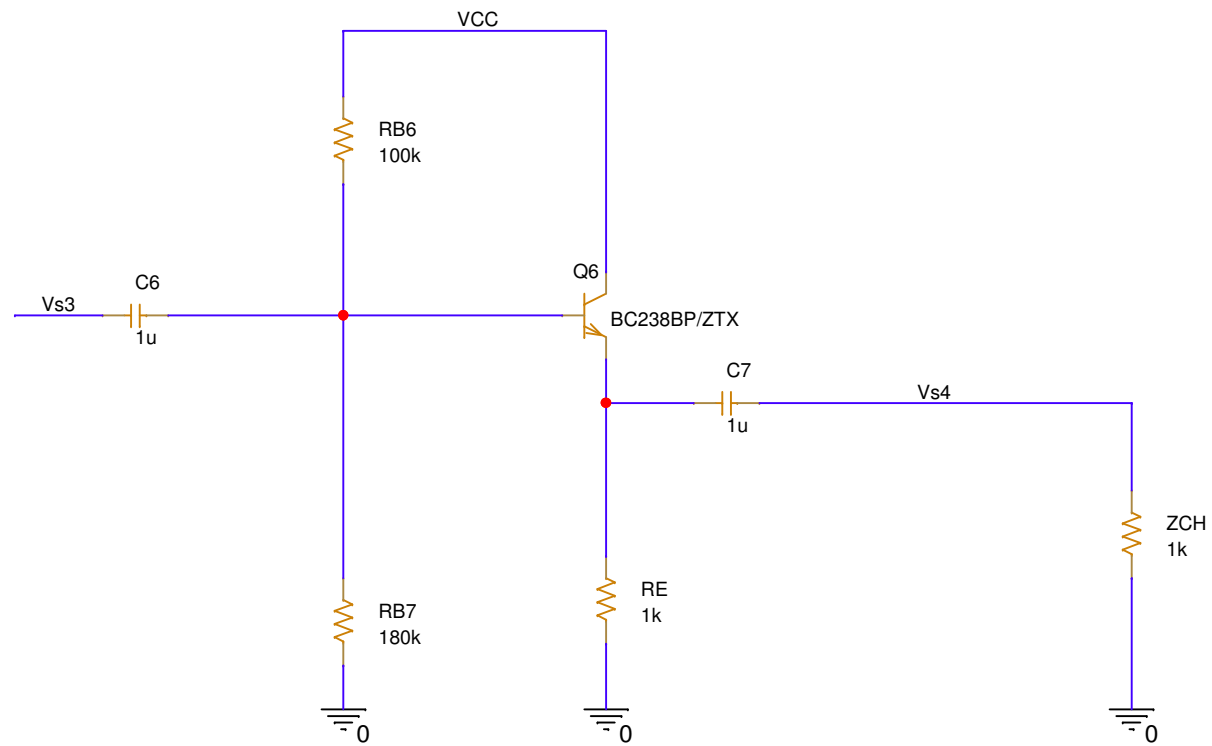 VCC
RB6
100k
Q6
C6
Vs3
1u
BC238BP/ZTX
C7
Vs4
1u
ZCH
1k
RE
1k
RB7
180k
0
0
0